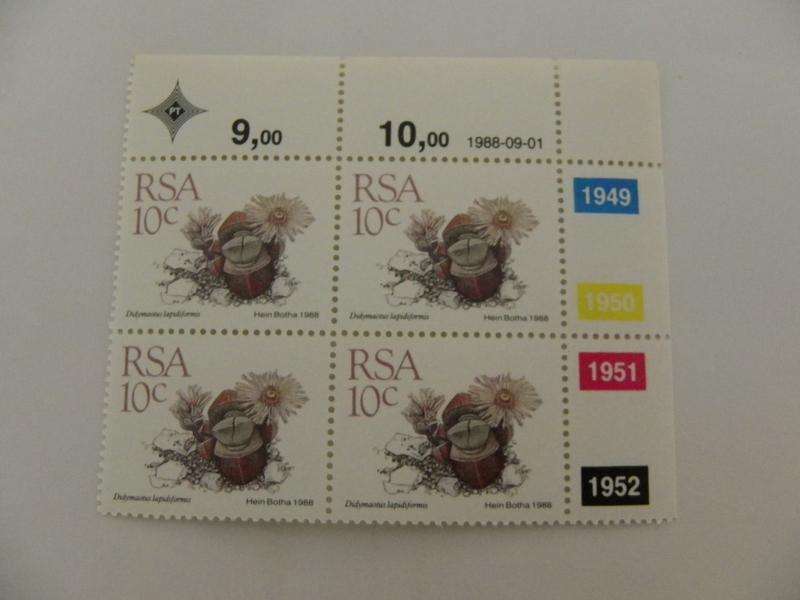 PT
9,00 10,00 1988-09-01
RSA
10c
Didymaotus lapidiformis Hein Botha 1988
RSA
10c
Didymaotus lapidiformis Hein Botha 1988
1949
1950
RSA
10c
Didymaotus lapidiformis Hein Botha 1988
RSA
10c
Didymaotus lapidiformis Hein Botha 1988
1951
1952